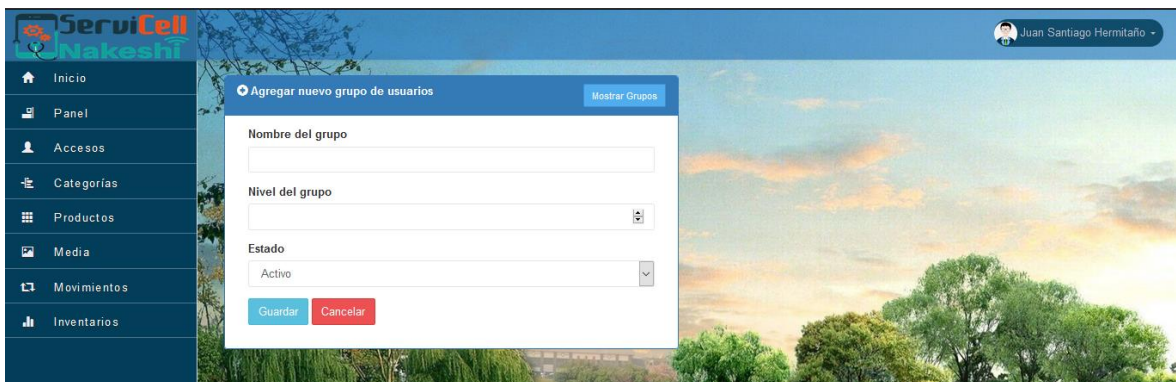 ServiCell
Nakeshi
Juan Santiago Hermitaño
Inicio
Panel
Accesos
Categorías
Productos
Media
Movimientos
Inventarios
Agregar nuevo grupo de usuarios
Mostrar Grupos
Nombre del grupo
Nivel del grupo
Estado
Activo
Guardar
Cancelar